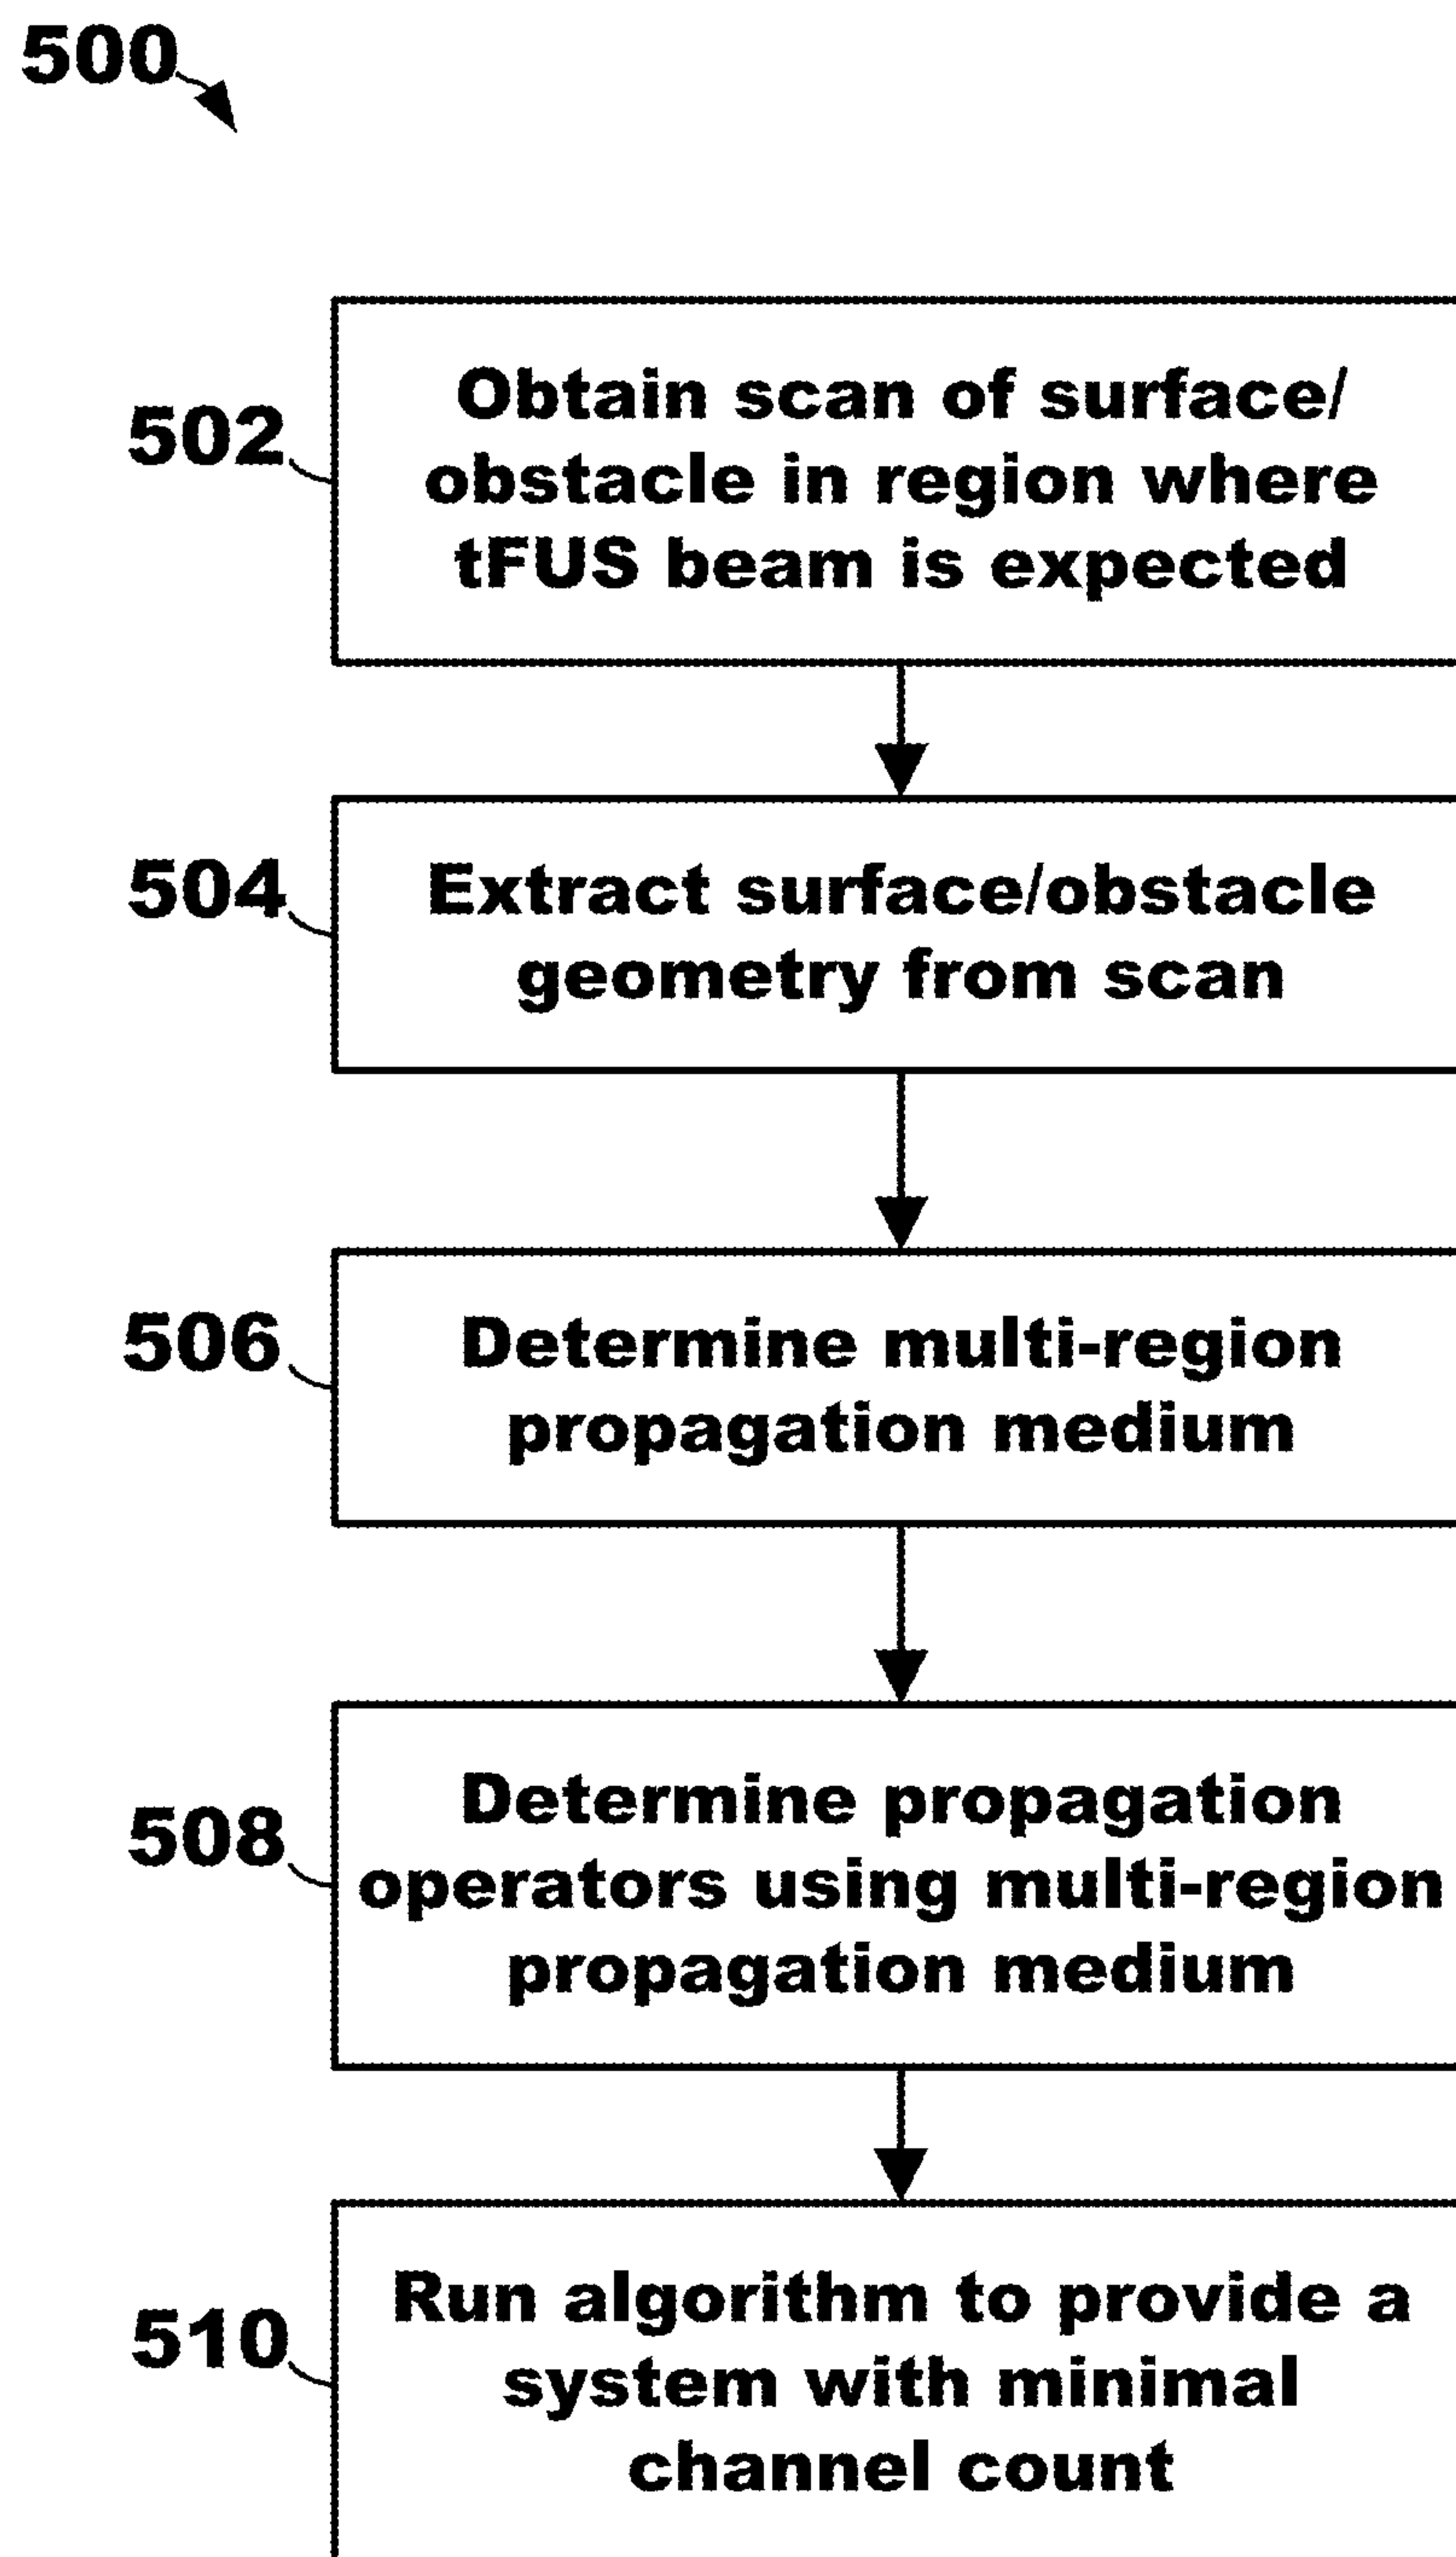 500
502
Obtain scan of surface/
obstacle in region where
tFUS beam is expected
504
Extract surface/obstacle
geometry from scan
506
Determine multi-region
propagation medium
508
Determine propagation
operators using multi-region
propagation medium
510
Run algorithm to provide a
system with minimal
channel count